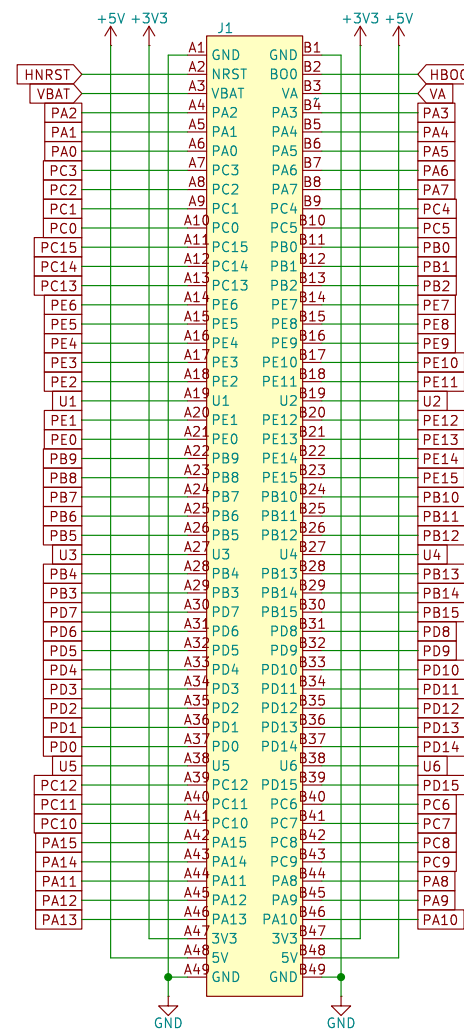 +5V +3V3 +3V3 +5V
J1
A1 GND GND B1
HNRST A2 NRST BOO B2 HBOO
VBAT A3 VBAT VA B3 VA
PA2 A4 PA2 PA3 B4 PA3
PA1 A5 PA1 PA4 B5 PA4
PA0 A6 PA0 PA5 B6 PA5
PC3 A7 PC3 PA6 B7 PA6
PC2 A8 PC2 PA7 B8 PA7
PC1 A9 PC1 PC4 B9 PC4
PC0 A10 PC0 PC5 B10 PC5
PC15 A11 PC15 PB0 B11 PB0
PC14 A12 PC14 PB1 B12 PB1
PC13 A13 PC13 PB2 B13 PB2
PE6 A14 PE6 PE7 B14 PE7
PE5 A15 PE5 PE8 B15 PE8
PE4 A16 PE4 PE9 B16 PE9
PE3 A17 PE3 PE10 B17 PE10
PE2 A18 PE2 PE11 B18 PE11
U1 A19 U1 U2 B19 U2
PE1 A20 PE1 PE12 B20 PE12
PE0 A21 PE0 PE13 B21 PE13
PB9 A22 PB9 PE14 B22 PE14
PB8 A23 PB8 PE15 B23 PE15
PB7 A24 PB7 PB10 B24 PB10
PB6 A25 PB6 PB11 B25 PB11
PB5 A26 PB5 PB12 B26 PB12
U3 A27 U3 U4 B27 U4
PB4 A28 PB4 PB13 B28 PB13
PB3 A29 PB3 PB14 B29 PB14
PD7 A30 PD7 PB15 B30 PB15
PD6 A31 PD6 PD8 B31 PD8
PD5 A32 PD5 PD9 B32 PD9
PD4 A33 PD4 PD10 B33 PD10
PD3 A34 PD3 PD11 B34 PD11
PD2 A35 PD2 PD12 B35 PD12
PD1 A36 PD1 PD13 B36 PD13
PD0 A37 PD0 PD14 B37 PD14
U5 A38 U5 U6 B38 U6
PC12 A39 PC12 PD15 B39 PD15
PC11 A40 PC11 PC6 B40 PC6
PC10 A41 PC10 PC7 B41 PC7
PA15 A42 PA15 PC8 B42 PC8
PA14 A43 PA14 PC9 B43 PC9
PA11 A44 PA11 PA8 B44 PA8
PA12 A45 PA12 PA9 B45 PA9
PA13 A46 PA13 PA10 B46 PA10
A47 3V3 3V3 B47
A48 5V 5V B48
A49 GND GND B49
GND GND